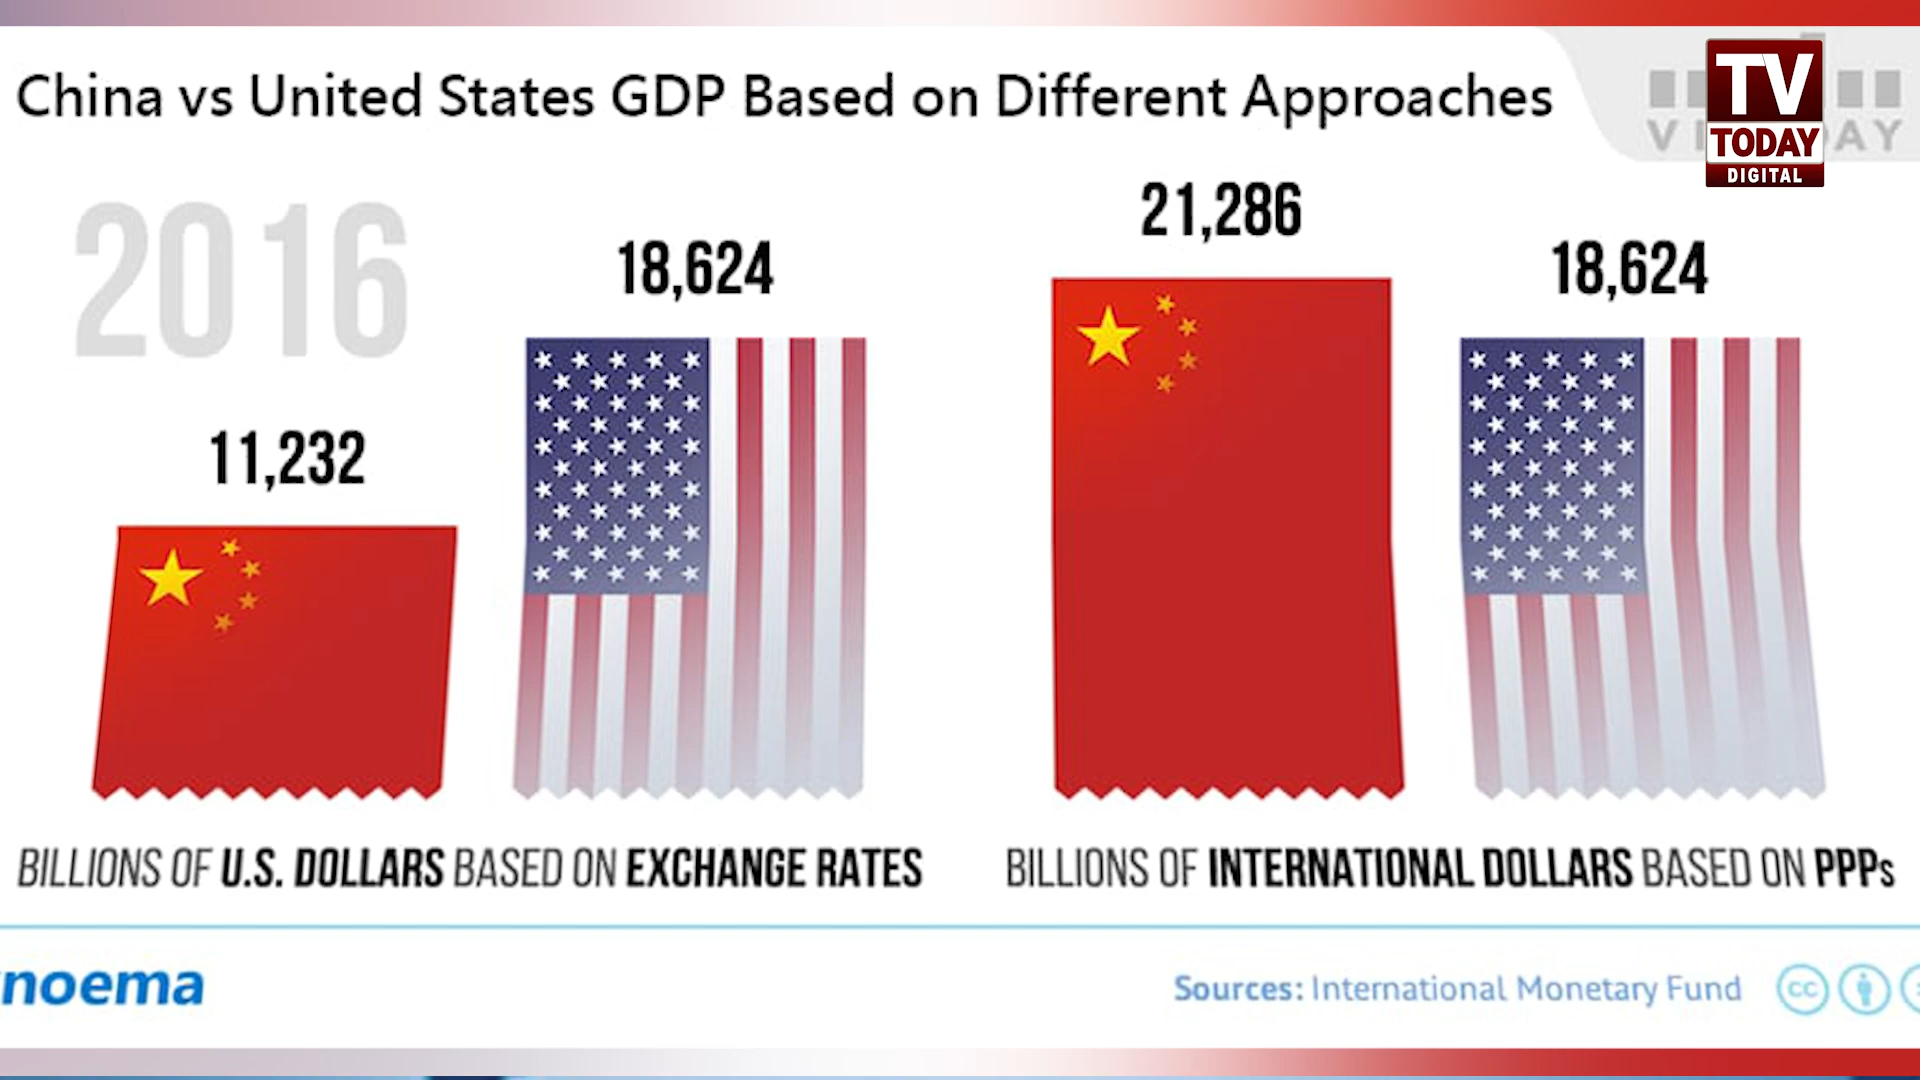 China vs United States GDP Based on Different Approaches
TV
TODAY
DIGITAL
2016
11,232
18,624
21,286
18,624
BILLIONS OF U.S. DOLLARS BASED ON EXCHANGE RATES
BILLIONS OF INTERNATIONAL DOLLARS BASED ON PPPs
noema
Sources: International Monetary Fund
cc